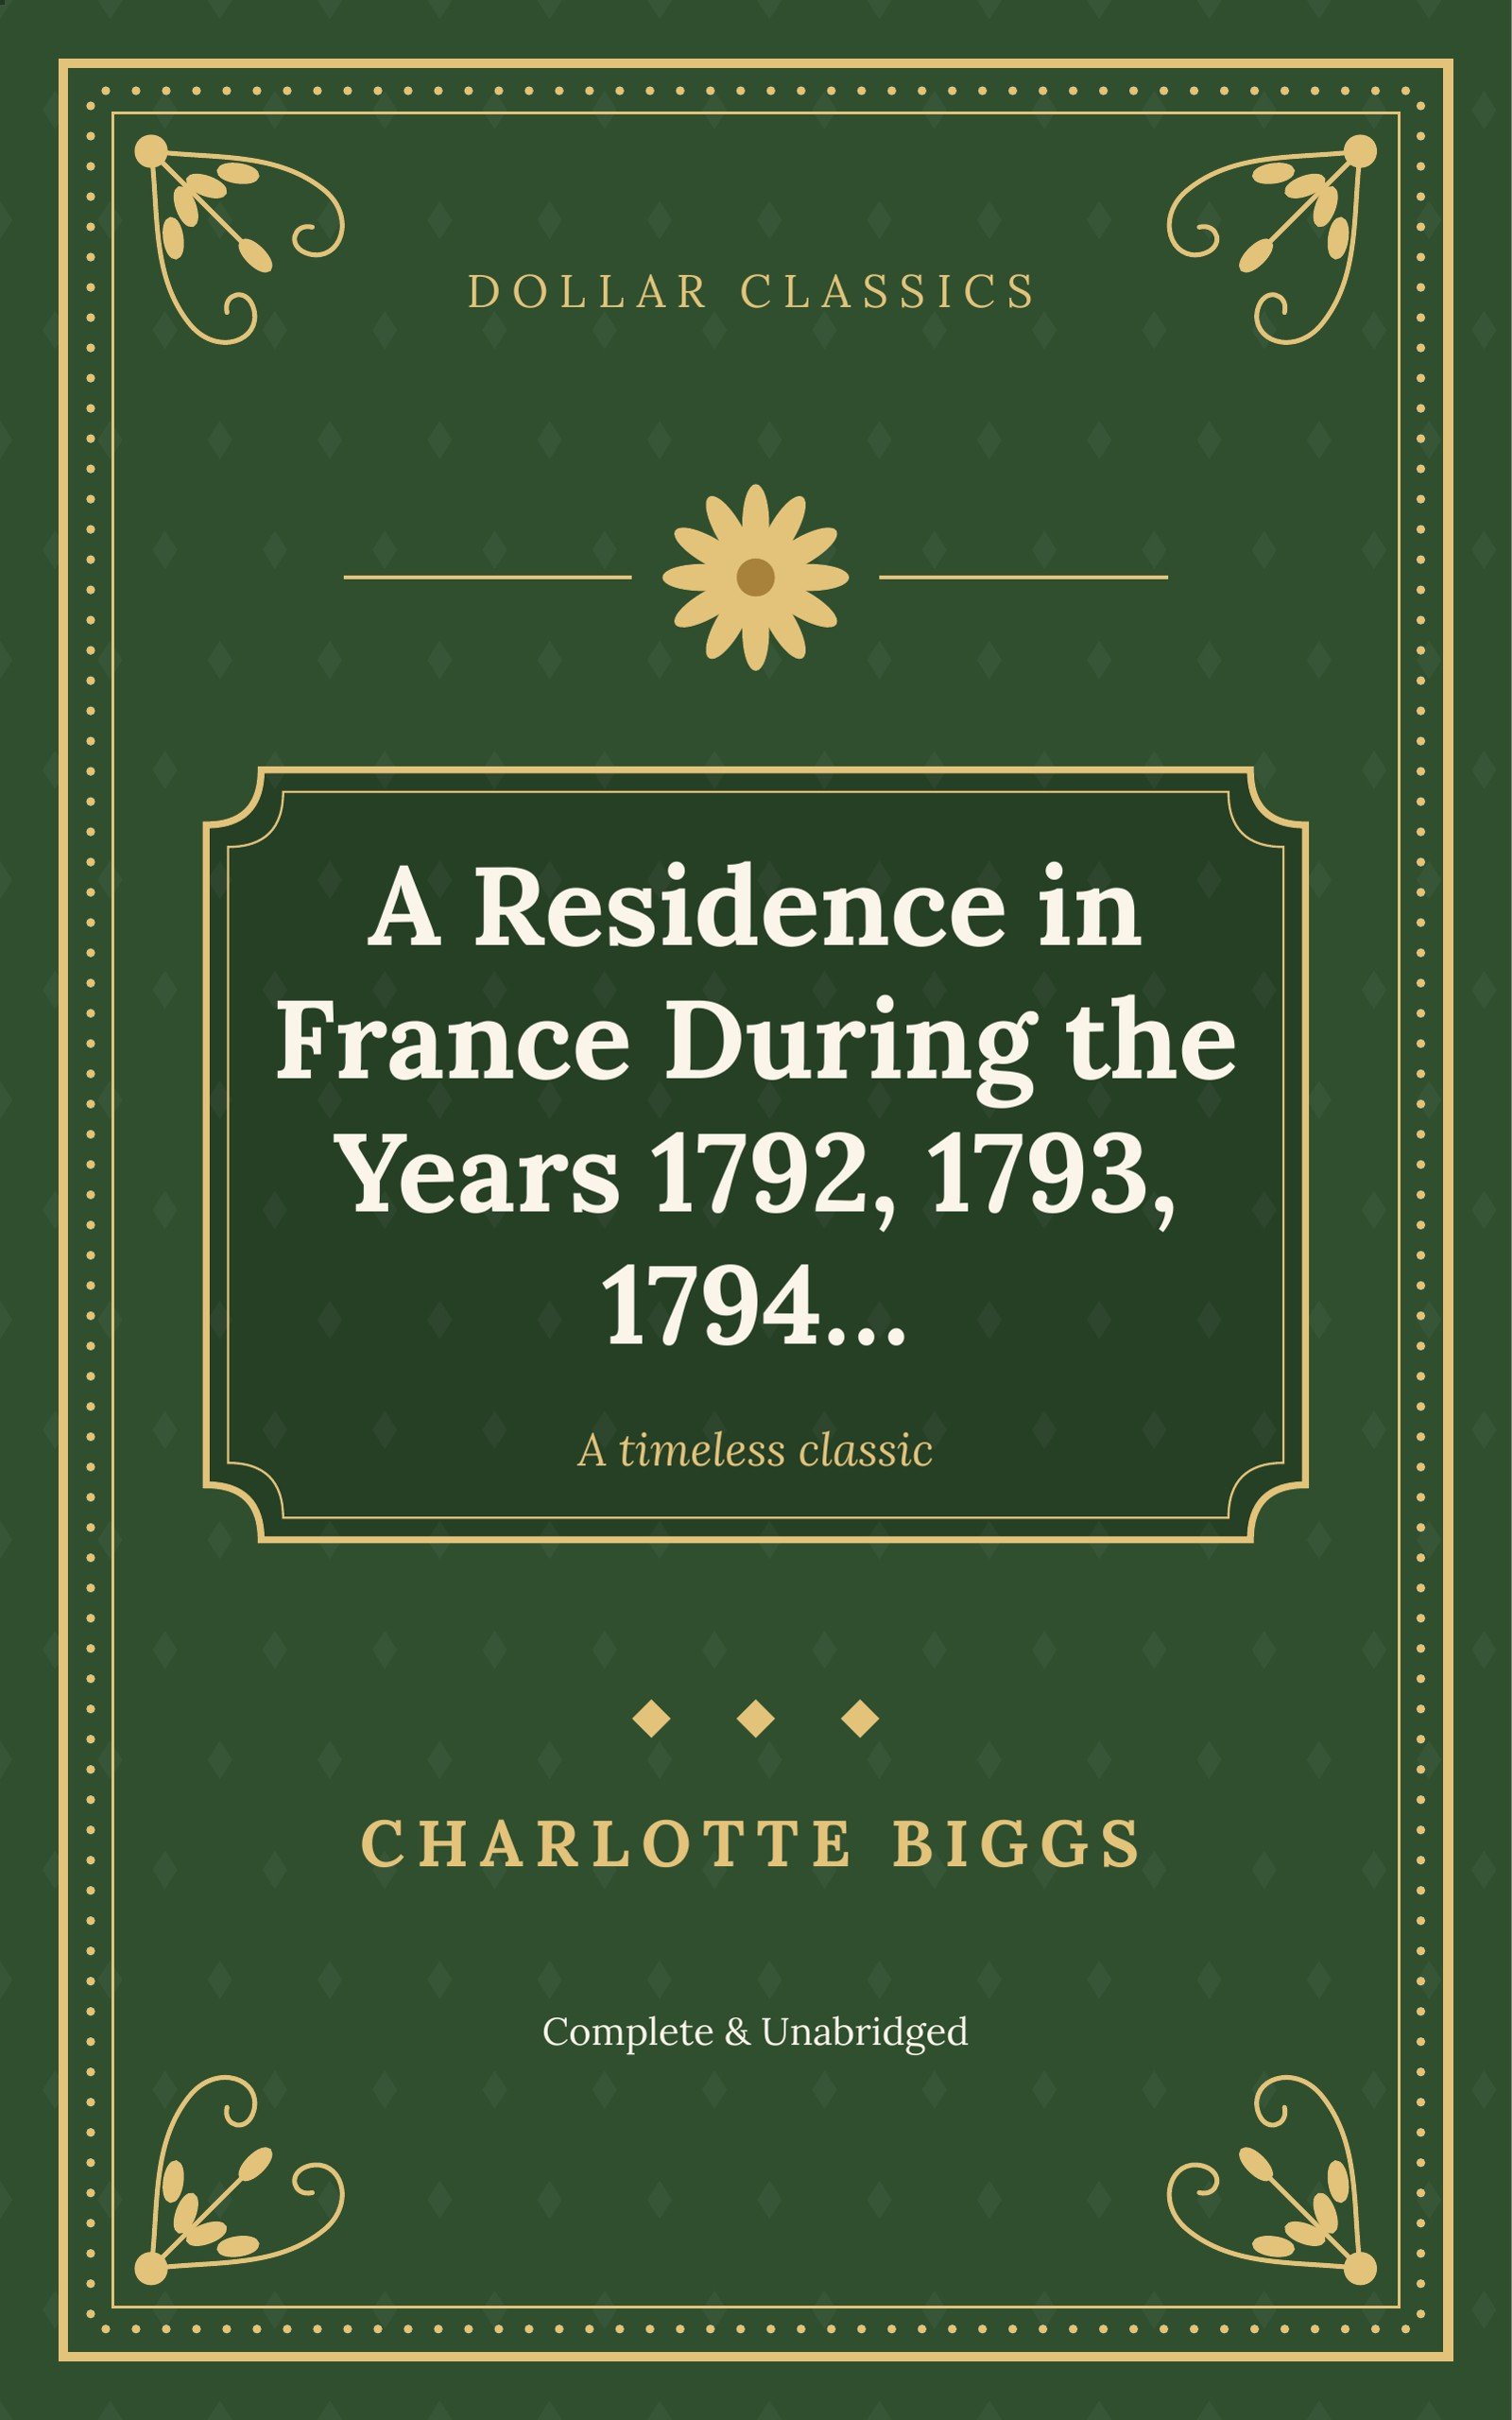 DOLLAR CLASSICS
A Residence in
France During the
Years 1792, 1793,
1794...
A timeless classic
CHARLOTTE BIGGS
Complete & Unabridged